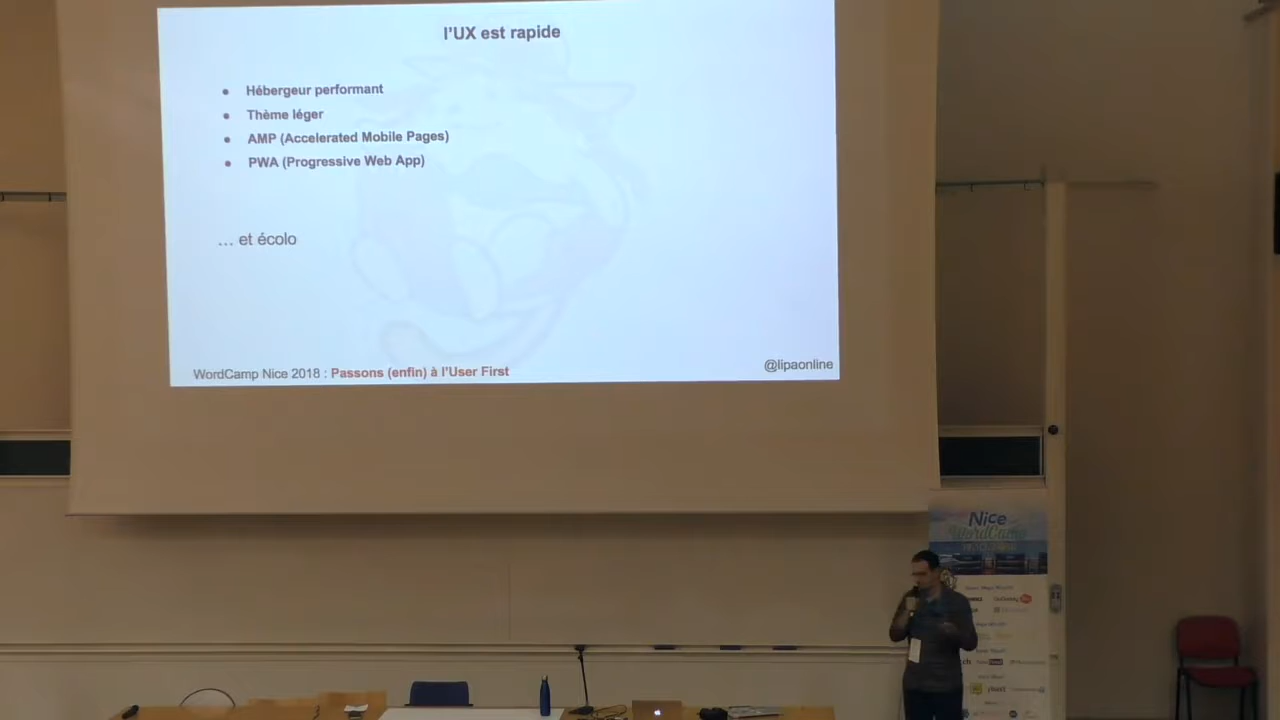 l'UX est rapide
● Hébergeur performant
● Thème léger
● AMP (Accelerated Mobile Pages)
● PWA (Progressive Web App)
... et écolo
WordCamp Nice 2018 : Passons (enfin) à l'User First
@lipaonline
Nice
WordCamp
GoDaddy